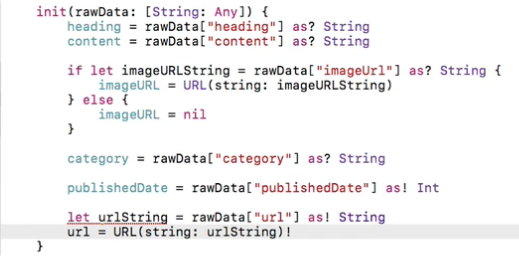 init(rawData: [String: Any]) {
heading = rawData["heading"] as? String
content = rawData["content"] as? String
if let imageURLString = rawData["imageUrl"] as? String {
imageURL = URL(string: imageURLString)
} else {
imageURL = nil
}
category = rawData["category"] as? String
publishedDate = rawData["publishedDate"] as! Int
let urlString = rawData["url"] as! String
url = URL(string: urlString)!
}